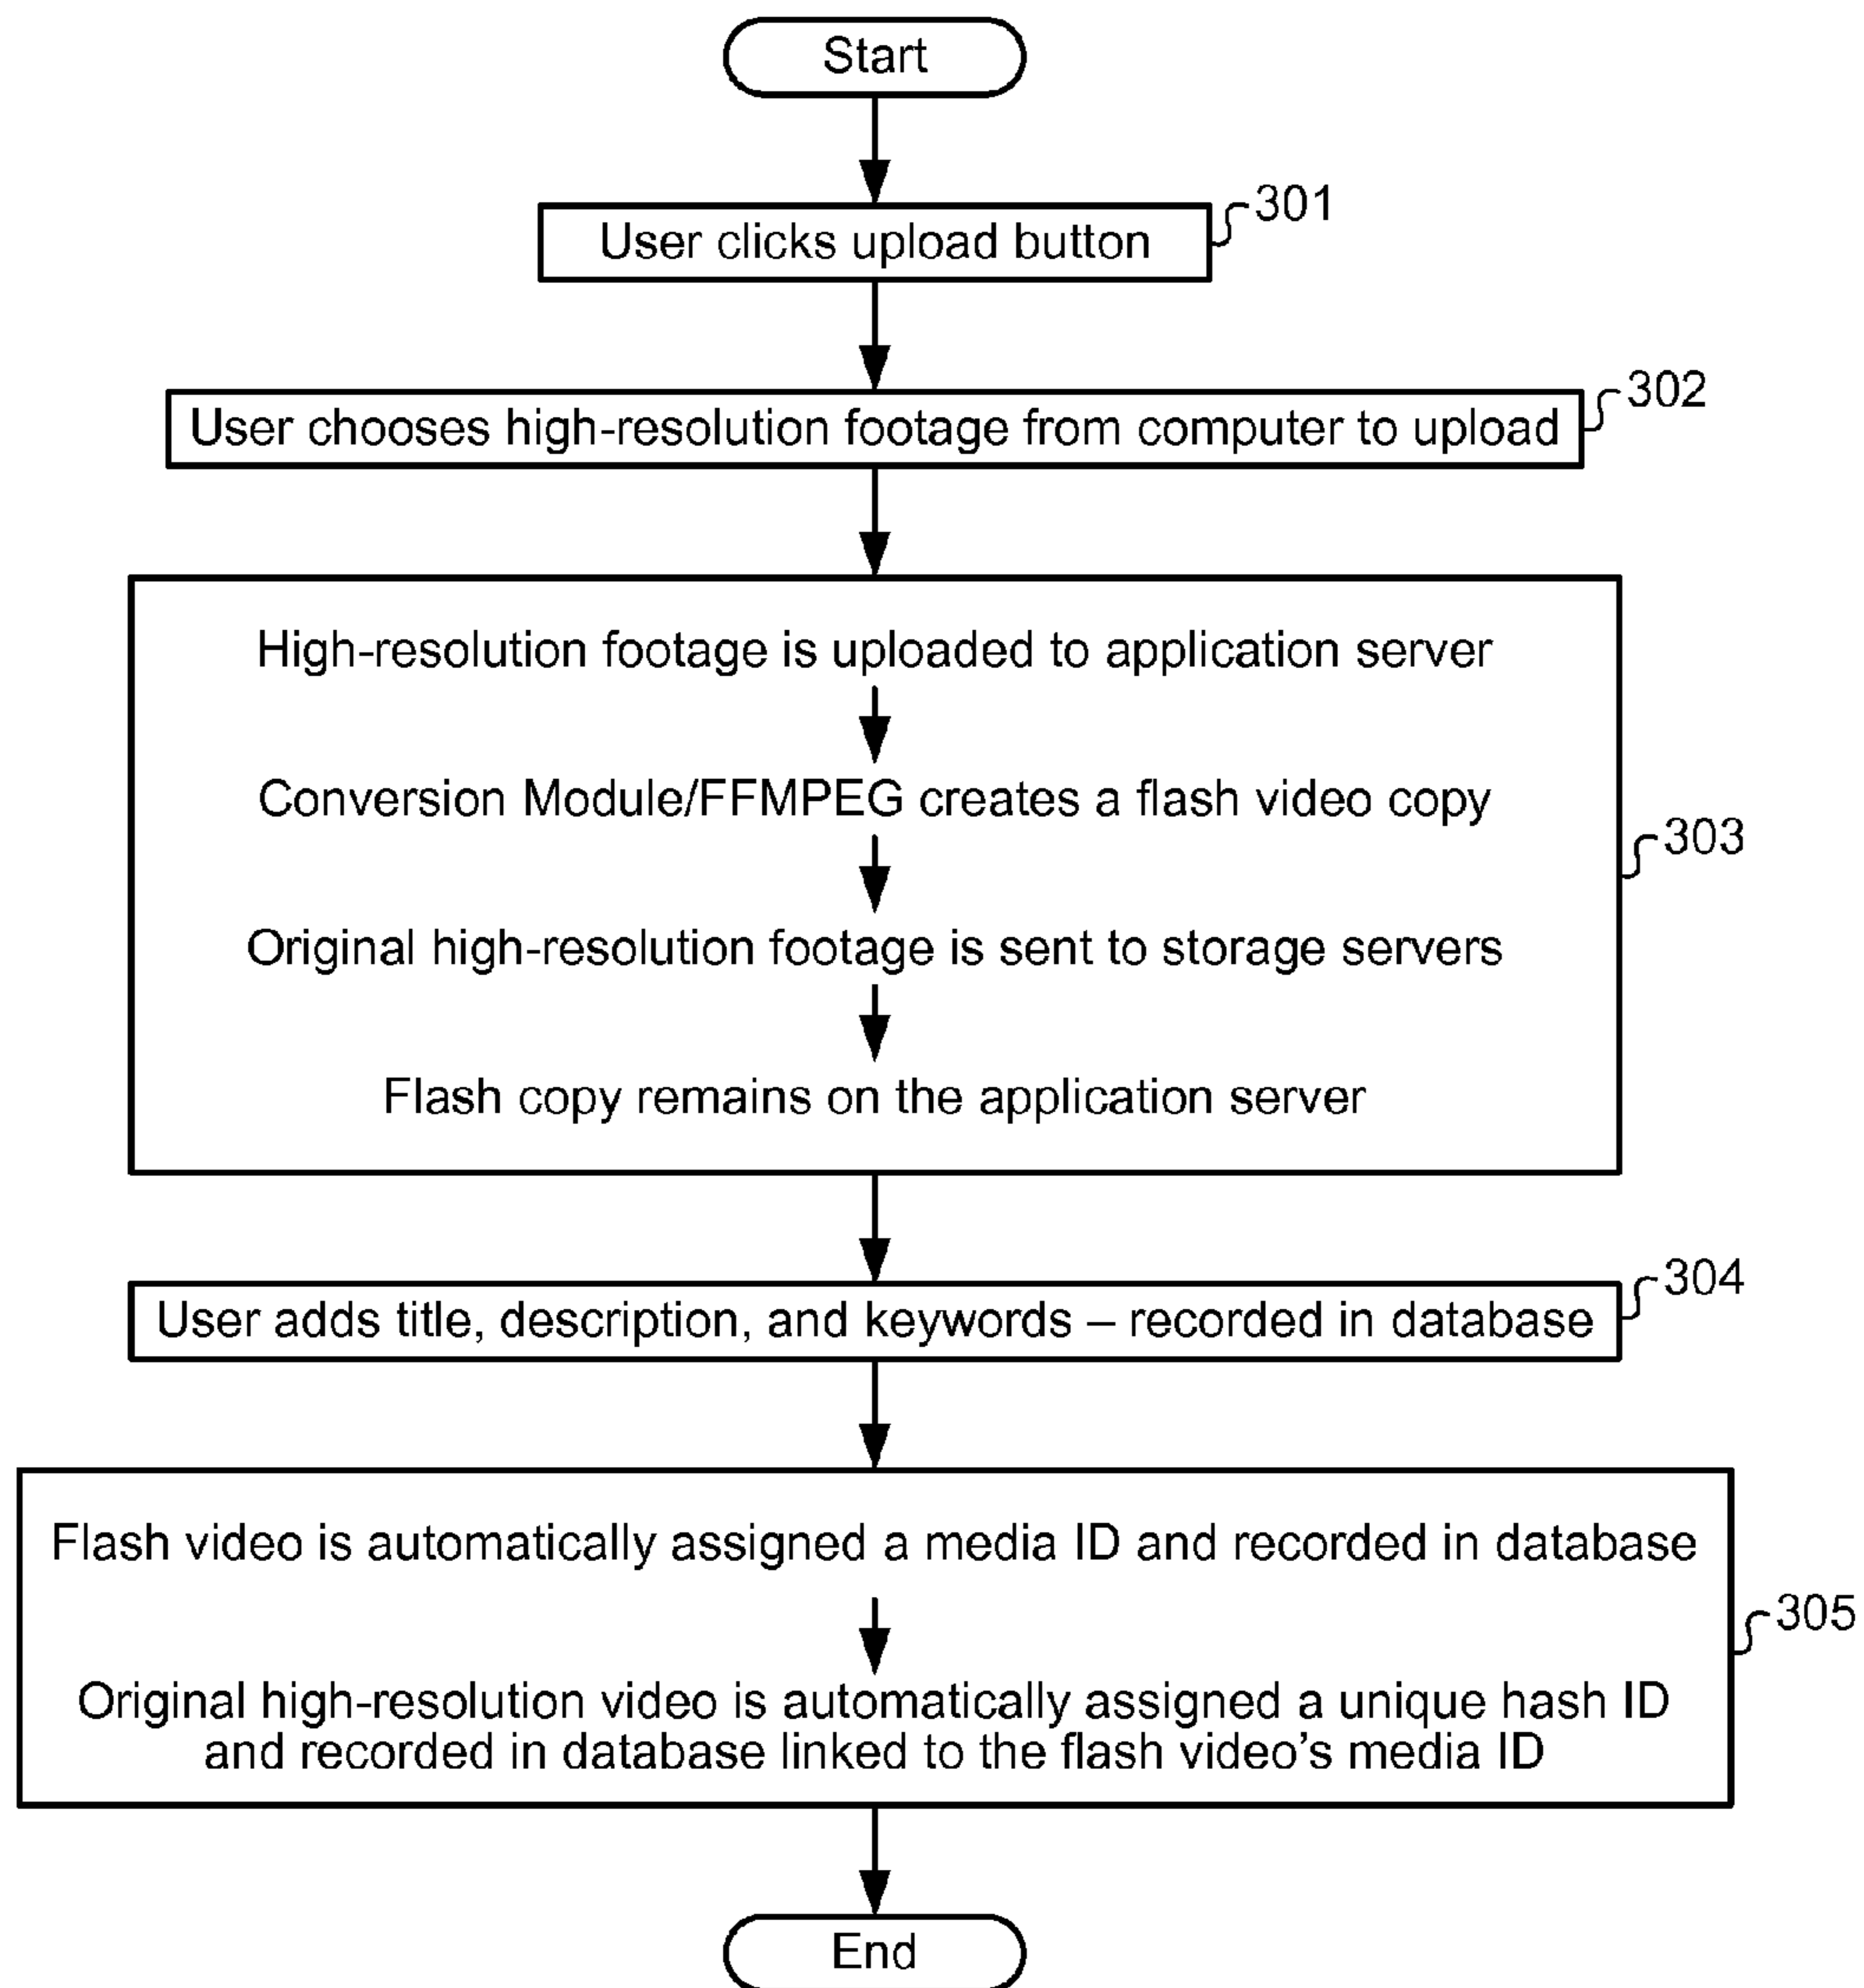 Start
User clicks upload button
301
User chooses high-resolution footage from computer to upload
302
High-resolution footage is uploaded to application server
Conversion Module/FFMPEG creates a flash video copy
303
Original high-resolution footage is sent to storage servers
Flash copy remains on the application server
User adds title, description, and keywords – recorded in database
304
Flash video is automatically assigned a media ID and recorded in database
305
Original high-resolution video is automatically assigned a unique hash ID
and recorded in database linked to the flash video's media ID
End